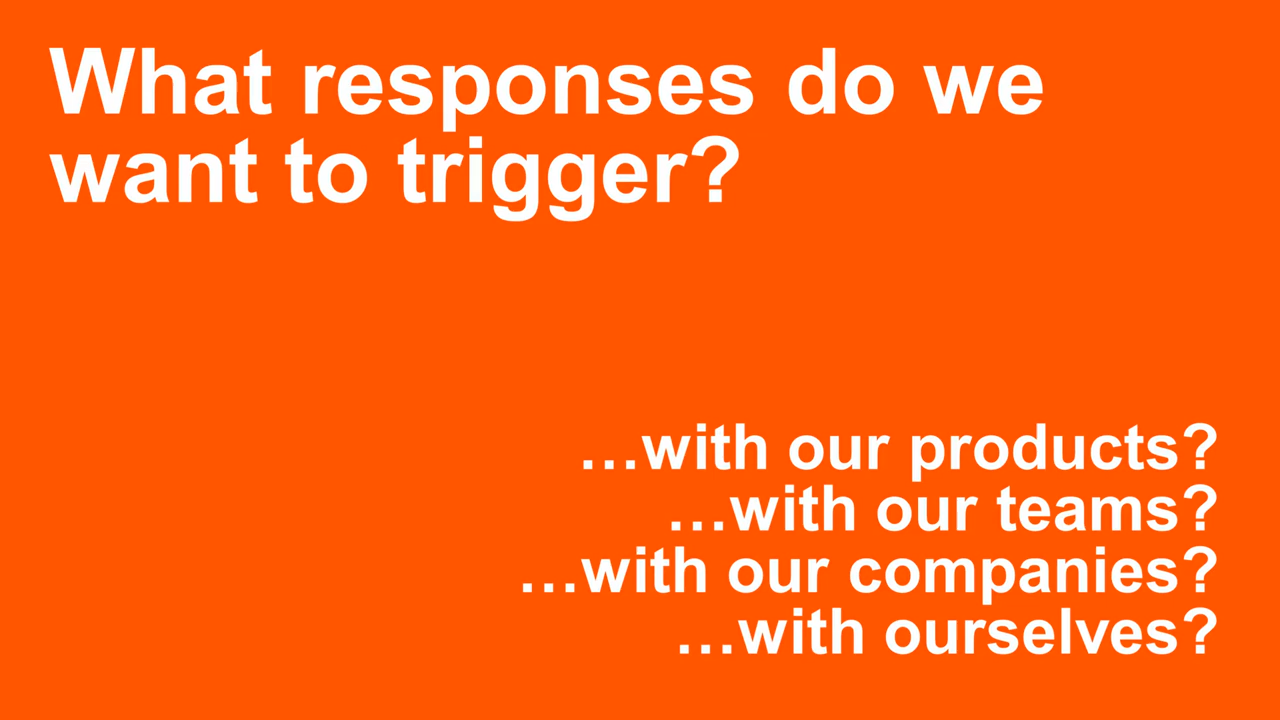 What responses do we
want to trigger?
…with our products?
…with our teams?
…with our companies?
…with ourselves?